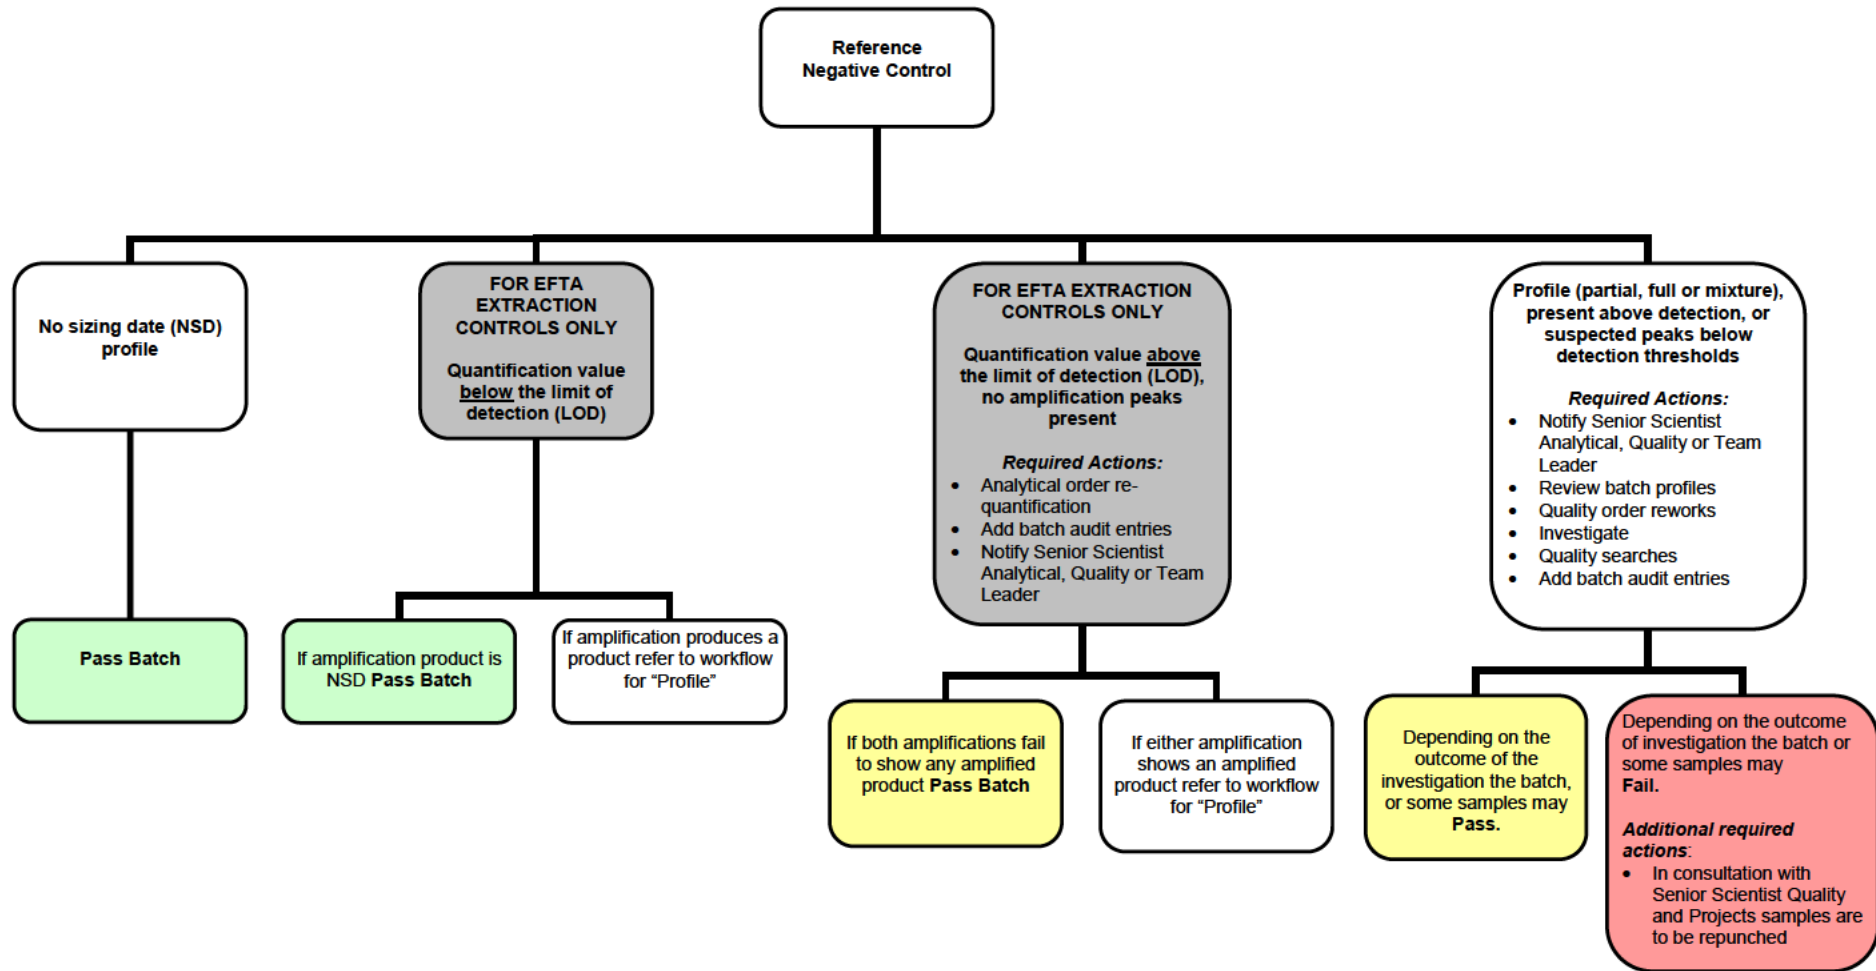 Reference
Negative Control
No sizing date (NSD)
profile
FOR EFTA
EXTRACTION
CONTROLS ONLY
Quantification value
below the limit of
detection (LOD)
FOR EFTA EXTRACTION
CONTROLS ONLY
Quantification value above
the limit of detection (LOD),
no amplification peaks
present
Required Actions:
• Analytical order re-
quantification
• Add batch audit entries
• Notify Senior Scientist
Analytical, Quality or Team
Leader
Profile (partial, full or mixture),
present above detection, or
suspected peaks below
detection thresholds
Required Actions:
• Notify Senior Scientist
Analytical, Quality or Team
Leader
• Review batch profiles
• Quality order reworks
• Investigate
• Quality searches
• Add batch audit entries
Pass Batch
If amplification product is
NSD Pass Batch
If amplification produces a
product refer to workflow
for “Profile”
If both amplifications fail
to show any amplified
product Pass Batch
If either amplification
shows an amplified
product refer to workflow
for “Profile”
Depending on the
outcome of the
investigation the batch,
or some samples may
Pass.
Depending on the outcome
of investigation the batch or
some samples may
Fail.
Additional required
actions:
• In consultation with
Senior Scientist Quality
and Projects samples are
to be repunched